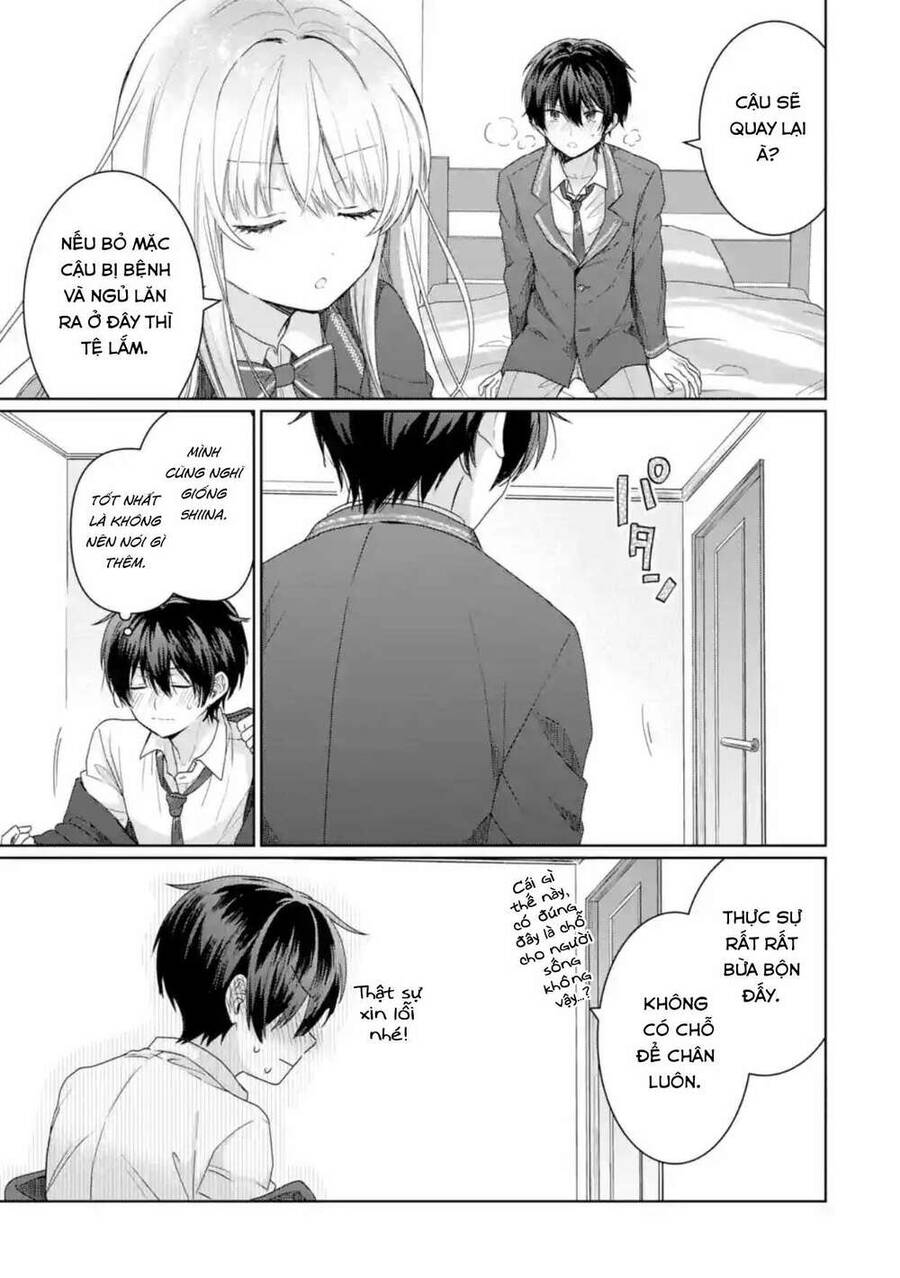 CẬU SẼ
QUAY LẠI
À?
NẾU BỎ MẶC
CẬU BỊ BỆNH
VÀ NGỦ LĂN
RA Ở ĐÂY THÌ
TỆ LẮM.
パタン
MÌNH
CŨNG NGHĨ
GIỐNG
SHIINA.
TỐT NHẤT
LÀ KHÔNG
NÊN NÓI GÌ
THÊM.
THỰC SỰ
RẤT RẤT
BỪA BỘN
ĐẤY.
KHÔNG
CÓ CHỖ
ĐỂ CHÂN
LUÔN.
Cái gì
thế này,
có đúng
đây là chỗ
cho người
sống
không
vậy...?
Thật sự
xin lỗi
nhé!